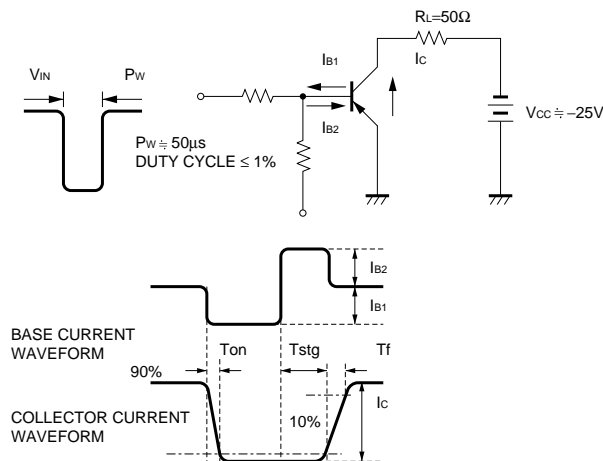 RL=50Ω
IB1
IC
VIN
PW
VCC ≒ −25V
IB2
PW ≒ 50μs
DUTY CYCLE ≤ 1%
IB2
IB1
BASE CURRENT
WAVEFORM
Ton
Tstg
Tf
90%
COLLECTOR CURRENT
WAVEFORM
10%
IC